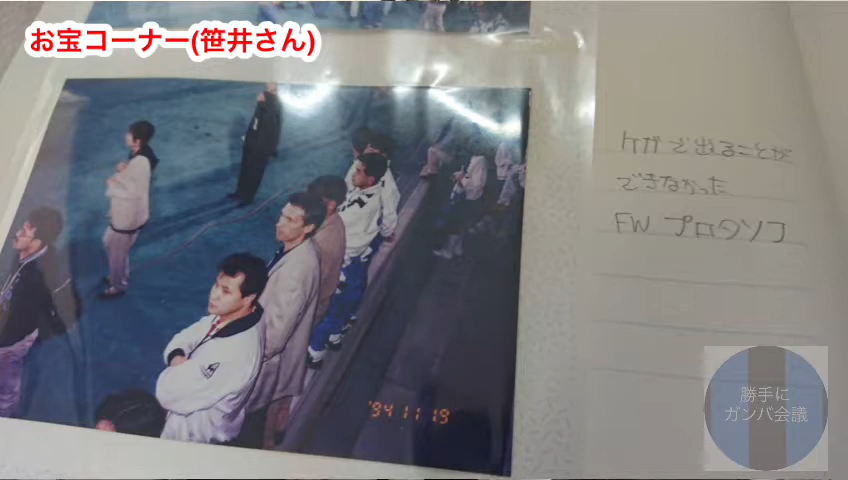 お宝コーナー(笹井さん)
ケガで出ることが
できなかった
FW プロタソフ
'94 11 19
勝手に
ガンバ会議